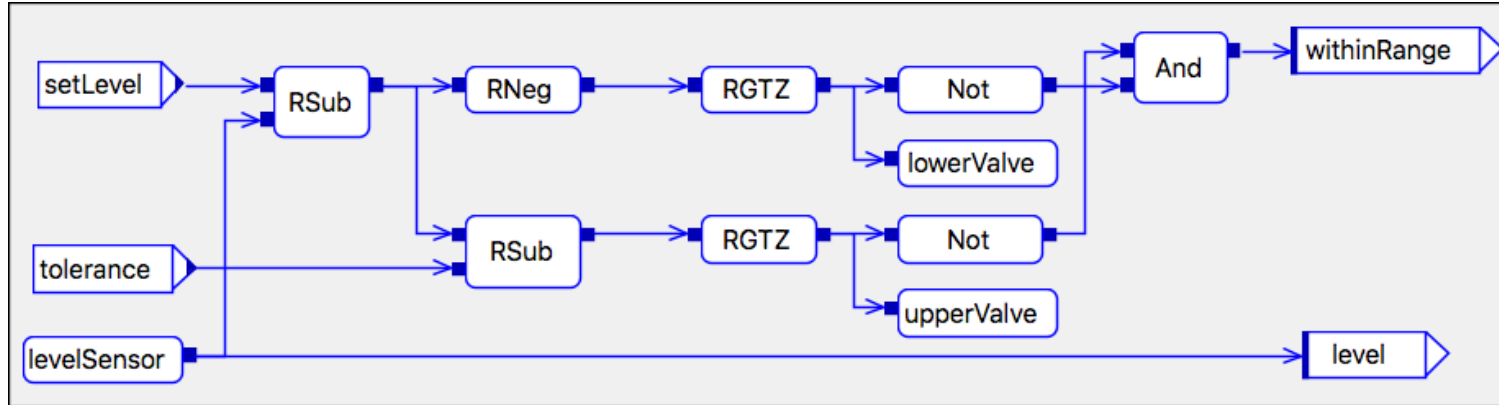 setLevel
RSub
RNeg
RGTZ
Not
And
withinRange
lowerValve
tolerance
RSub
RGTZ
Not
upperValve
levelSensor
level